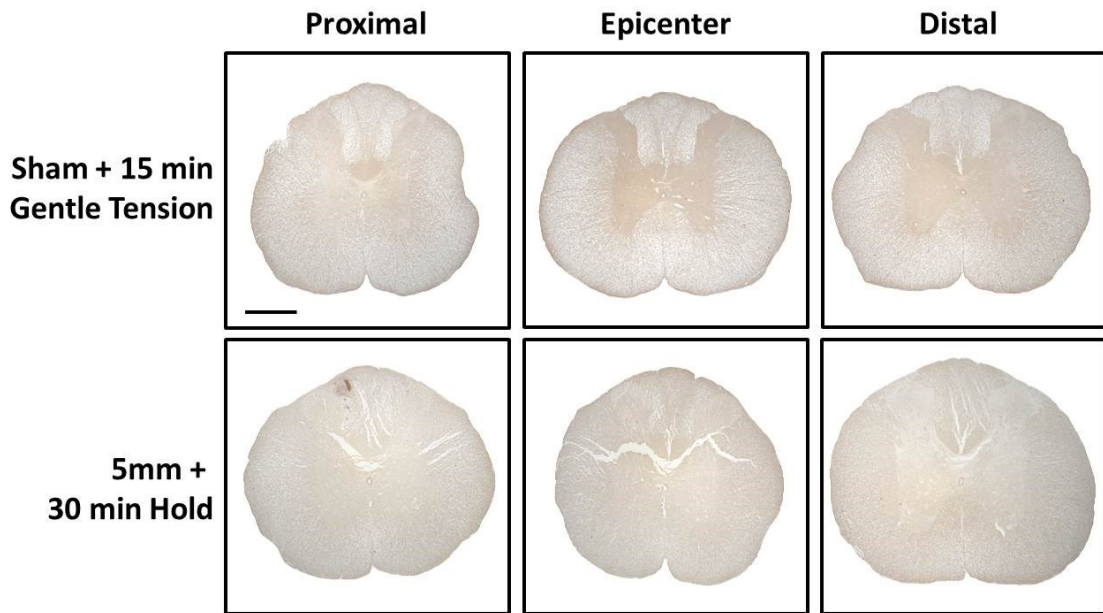 Proximal
Epicenter
Distal
Sham + 15 min
Gentle Tension
5mm +
30 min Hold